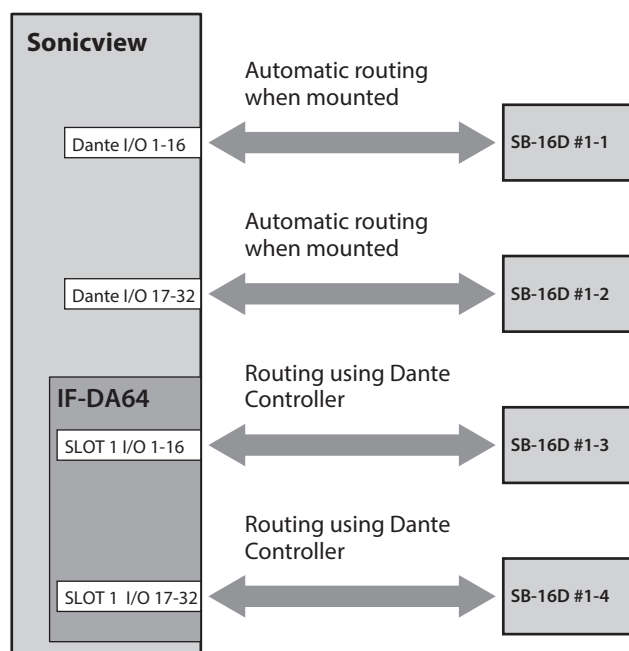 Sonicview
Automatic routing
when mounted
Dante I/O 1-16
SB-16D #1-1
Automatic routing
when mounted
Dante I/O 17-32
SB-16D #1-2
Routing using Dante
Controller
IF-DA64
SLOT 1 I/O 1-16
SB-16D #1-3
Routing using Dante
Controller
SLOT 1 I/O 17-32
SB-16D #1-4